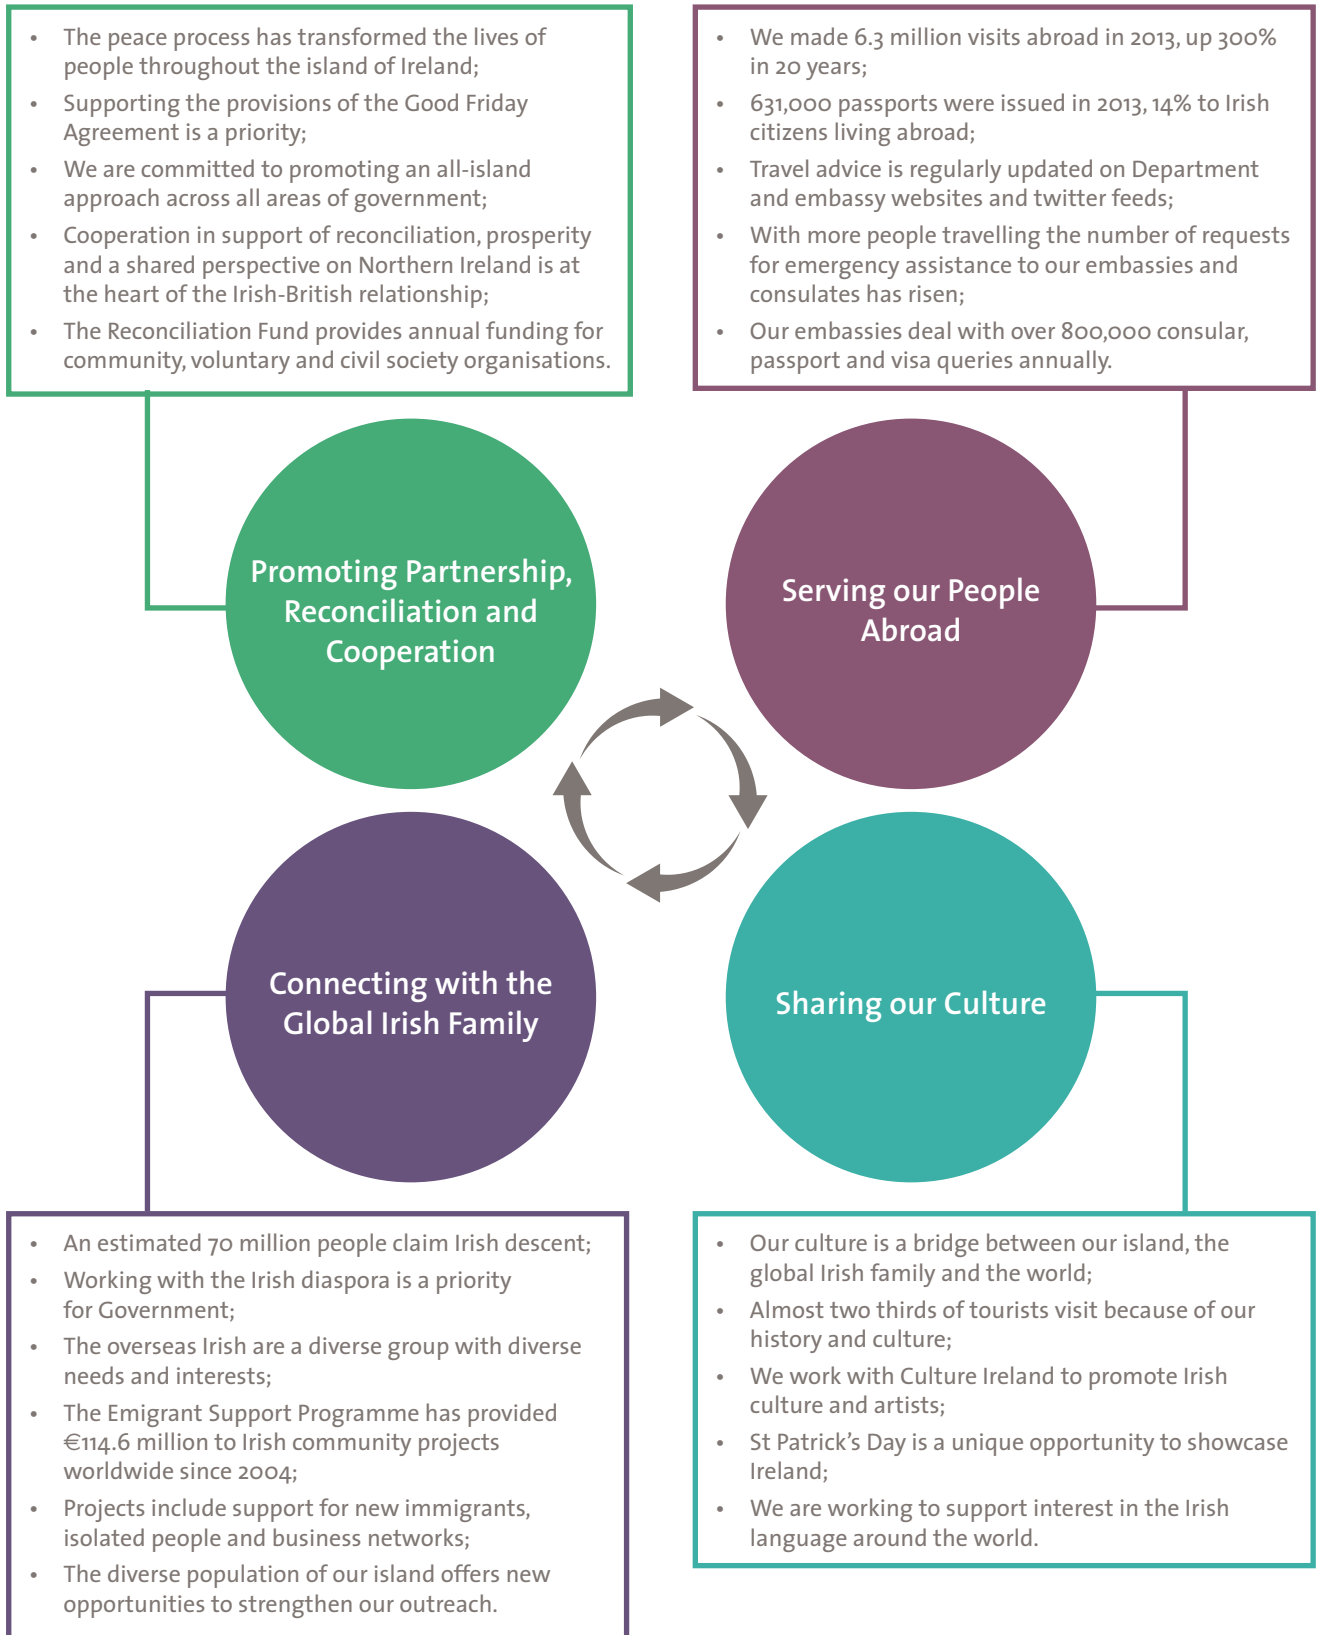 • The peace process has transformed the lives of
people throughout the island of Ireland;
• Supporting the provisions of the Good Friday
Agreement is a priority;
• We are committed to promoting an all-island
approach across all areas of government;
• Cooperation in support of reconciliation, prosperity
and a shared perspective on Northern Ireland is at
the heart of the Irish-British relationship;
• The Reconciliation Fund provides annual funding for
community, voluntary and civil society organisations.
• We made 6.3 million visits abroad in 2013, up 300%
in 20 years;
• 631,000 passports were issued in 2013, 14% to Irish
citizens living abroad;
• Travel advice is regularly updated on Department
and embassy websites and twitter feeds;
• With more people travelling the number of requests
for emergency assistance to our embassies and
consulates has risen;
• Our embassies deal with over 800,000 consular,
passport and visa queries annually.
Promoting Partnership,
Reconciliation and
Cooperation
Serving our People
Abroad
Connecting with the
Global Irish Family
Sharing our Culture
• An estimated 70 million people claim Irish descent;
• Working with the Irish diaspora is a priority
for Government;
• The overseas Irish are a diverse group with diverse
needs and interests;
• The Emigrant Support Programme has provided
€114.6 million to Irish community projects
worldwide since 2004;
• Projects include support for new immigrants,
isolated people and business networks;
• The diverse population of our island offers new
opportunities to strengthen our outreach.
• Our culture is a bridge between our island, the
global Irish family and the world;
• Almost two thirds of tourists visit because of our
history and culture;
• We work with Culture Ireland to promote Irish
culture and artists;
• St Patrick's Day is a unique opportunity to showcase
Ireland;
• We are working to support interest in the Irish
language around the world.